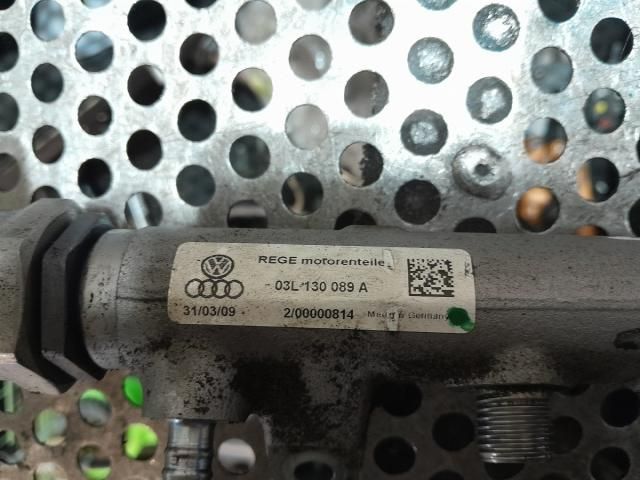 REGE motorenteile
03L 130 089 A
31/03/09 - 2/00000814 Made in Germany